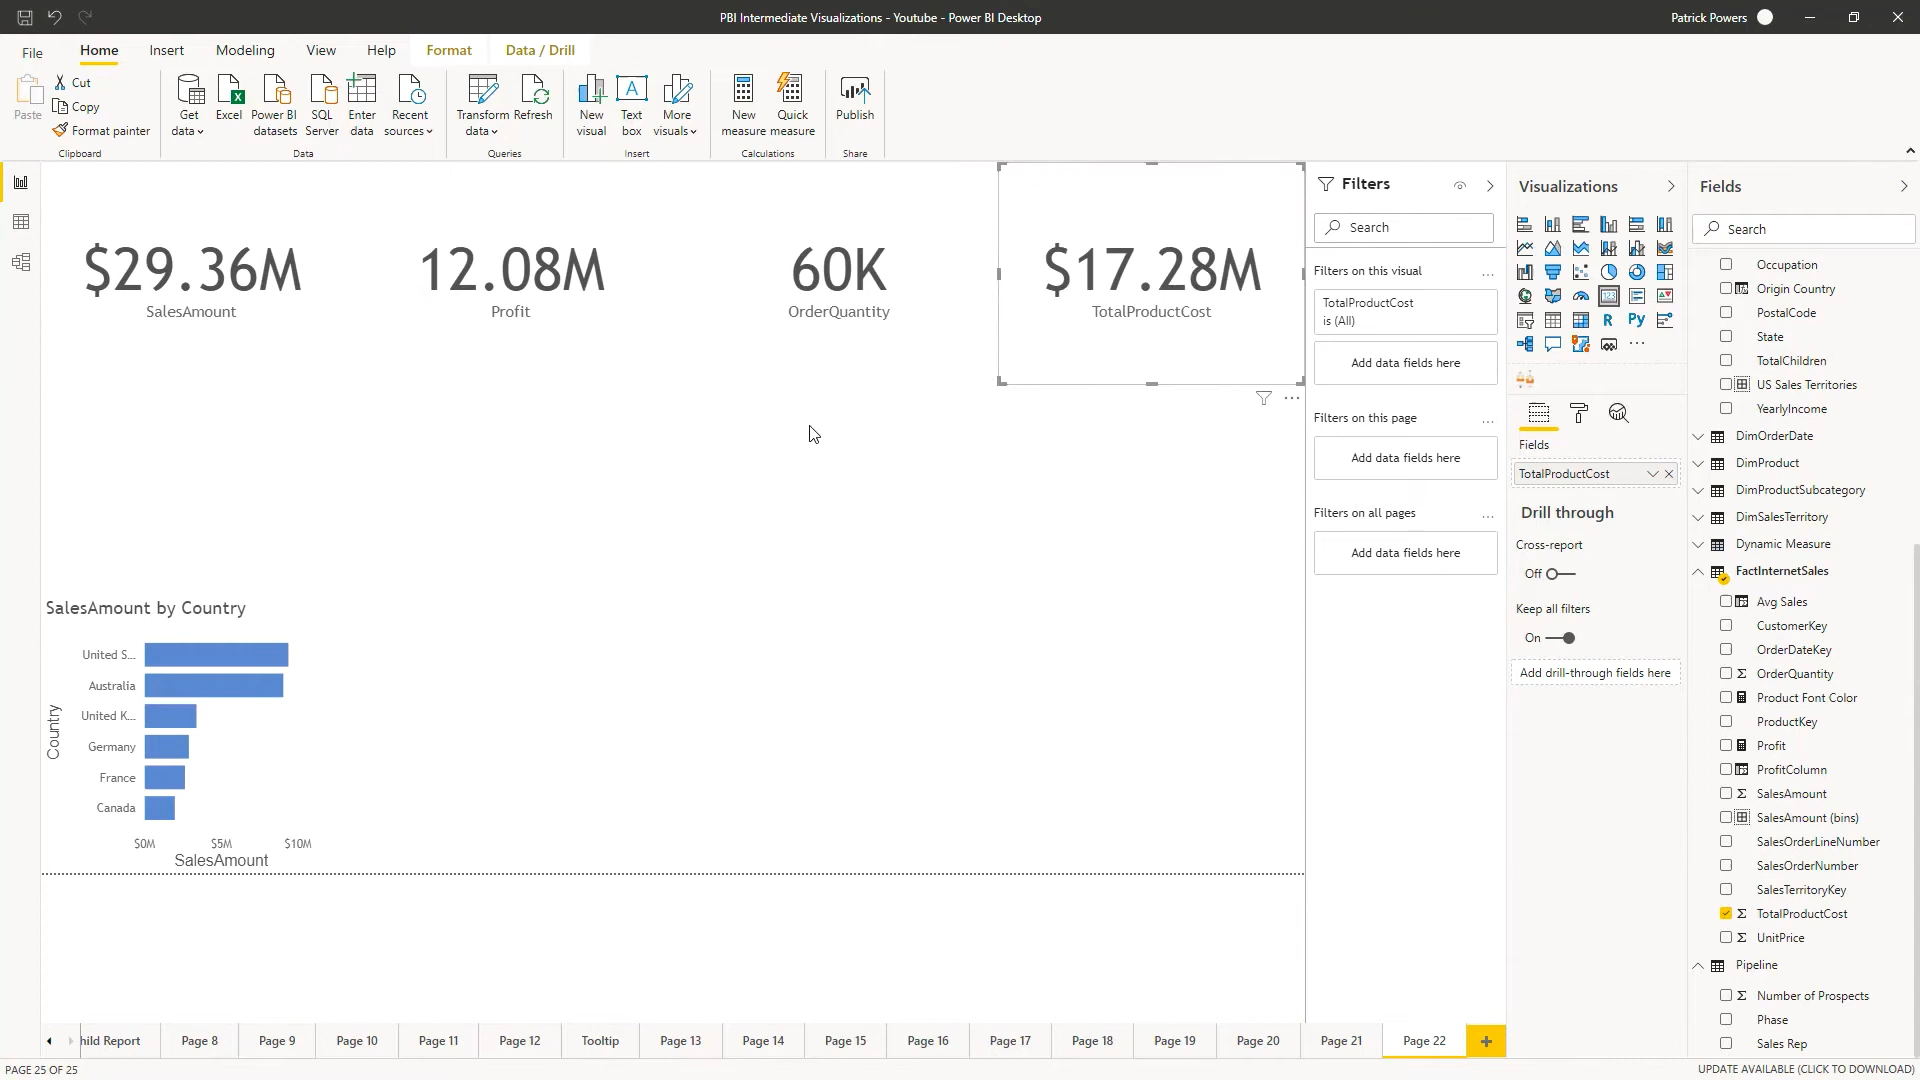 PBI Intermediate Visualizations - Youtube - Power BI Desktop
Patrick Powers
File
Home
Insert
Modeling
View
Help
Format
Data / Drill
Paste
Cut
Copy
Format painter
Clipboard
Get data
Excel
Power BI datasets
SQL Server
Enter data
Recent sources
Data
Transform data
Refresh
Queries
New visual
Text box
More visuals
Insert
New measure
Quick measure
Calculations
Publish
Share
$29.36M
SalesAmount
12.08M
Profit
60K
OrderQuantity
$17.28M
TotalProductCost
SalesAmount by Country
Country
United S...
Australia
United K...
Germany
France
Canada
$0M
$5M
$10M
SalesAmount
Filters
Search
Filters on this visual
TotalProductCost
is (All)
Add data fields here
Filters on this page
Add data fields here
Filters on all pages
Add data fields here
Visualizations
R
Py
Fields
TotalProductCost
Drill through
Cross-report
Off
Keep all filters
On
Add drill-through fields here
Fields
Search
Occupation
Origin Country
PostalCode
State
TotalChildren
US Sales Territories
YearlyIncome
DimOrderDate
DimProduct
DimProductSubcategory
DimSalesTerritory
Dynamic Measure
FactInternetSales
Avg Sales
CustomerKey
OrderDateKey
OrderQuantity
Product Font Color
ProductKey
Profit
ProfitColumn
SalesAmount
SalesAmount (bins)
SalesOrderLineNumber
SalesOrderNumber
SalesTerritoryKey
TotalProductCost
UnitPrice
Pipeline
Number of Prospects
Phase
Sales Rep
hild Report
Page 8
Page 9
Page 10
Page 11
Page 12
Tooltip
Page 13
Page 14
Page 15
Page 16
Page 17
Page 18
Page 19
Page 20
Page 21
Page 22
PAGE 25 OF 25
UPDATE AVAILABLE (CLICK TO DOWNLOAD)